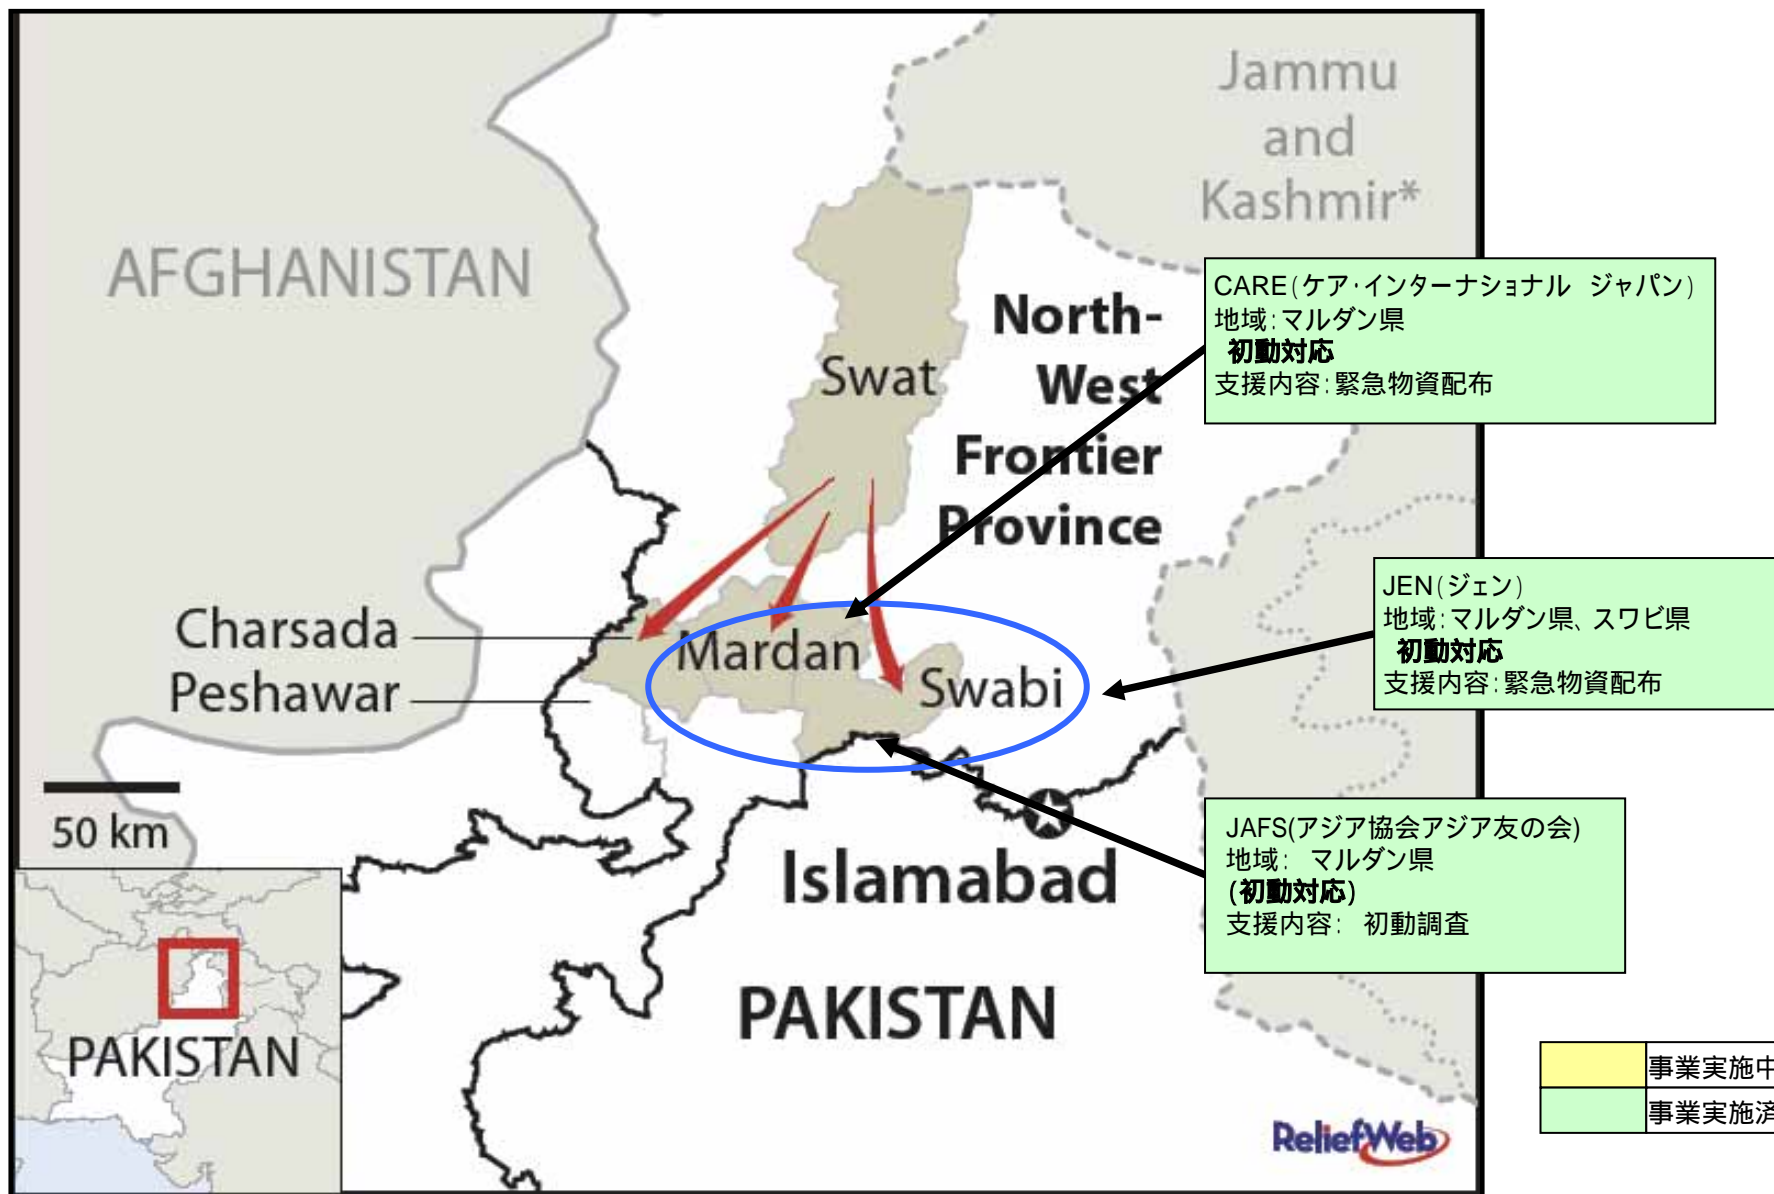 Jammu
and
Kashmir*
AFGHANISTAN
North-
West
Frontier
Province
Swat
CARE(ケア・インターナショナル ジャパン)
地域:マルダン県
初動対応
支援内容:緊急物資配布
JEN(ジェン)
地域:マルダン県、スワビ県
初動対応
支援内容:緊急物資配布
Charsada
Peshawar
Mardan
Swabi
50 km
JAFS(アジア協会アジア友の会)
地域: マルダン県
(初動対応)
支援内容: 初動調査
Islamabad
PAKISTAN
PAKISTAN
事業実施中
事業実施済
ReliefWeb